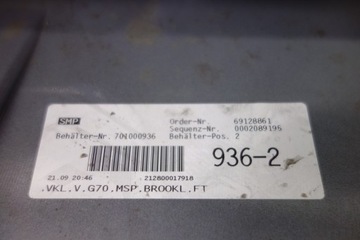 SMP
Order-Nr 69128861
Sequenz-Nr. 0002089196
Behälter-Nr. 701000936 Behälter-Pos. 2
936-2
21.09 20:46 212800017918
.VKL.V.G70.MSP.BROOKL.FT